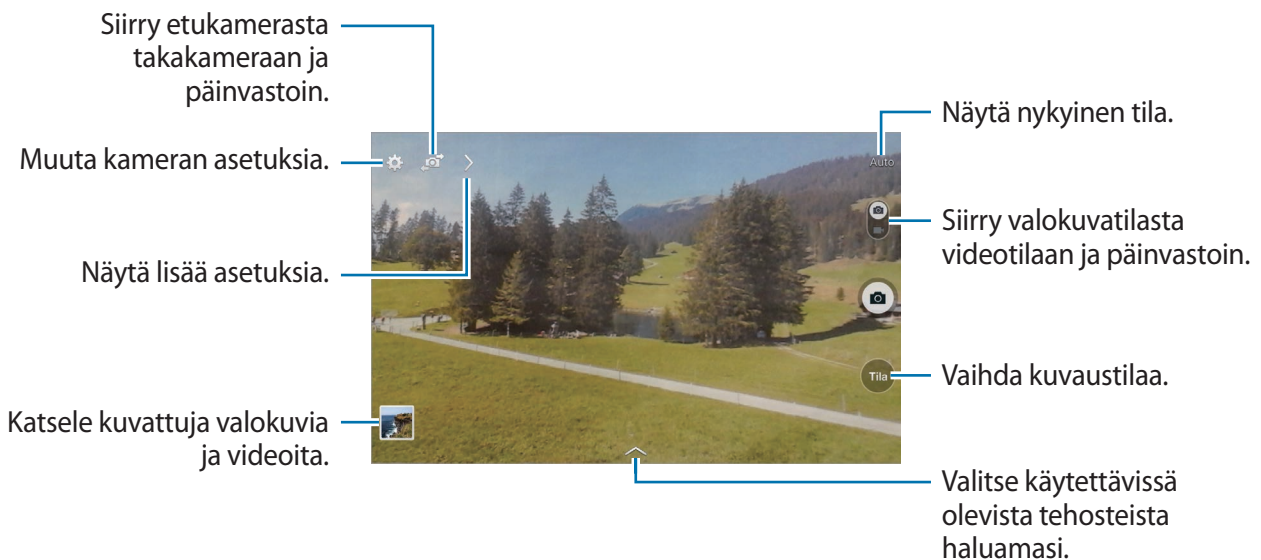 Siirry etukamerasta
takakameraan ja
päinvastoin.
Muuta kameran asetuksia.
Näytä lisää asetuksia.
Katsele kuvattuja valokuvia
ja videoita.
Auto
Tila
Näytä nykyinen tila.
Siirry valokuvatilasta
videotilaan ja päinvastoin.
Vaihda kuvaustilaa.
Valitse käytettävissä
olevista tehosteista
haluamasi.